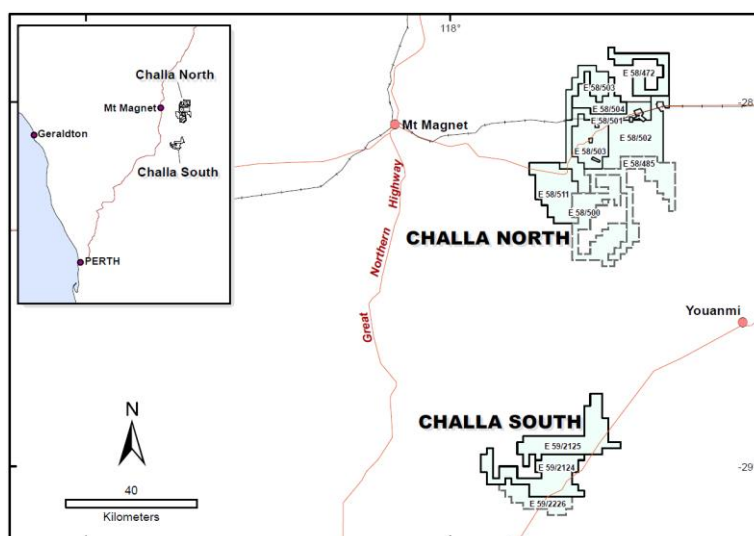 Challa North
Mt Magnet
Geraldton
Challa South
PERTH
118°
-28
-29
Mt Magnet
Great Northern Highway
E 58/472
E 58/503
E 58/504
E 58/501
E 58/502
E 58/503
E 58/485
E 58/511
E 58/500
CHALLA NORTH
Youanmi
CHALLA SOUTH
E 59/2125
E 59/2124
E 59/2226
N
40
Kilometers